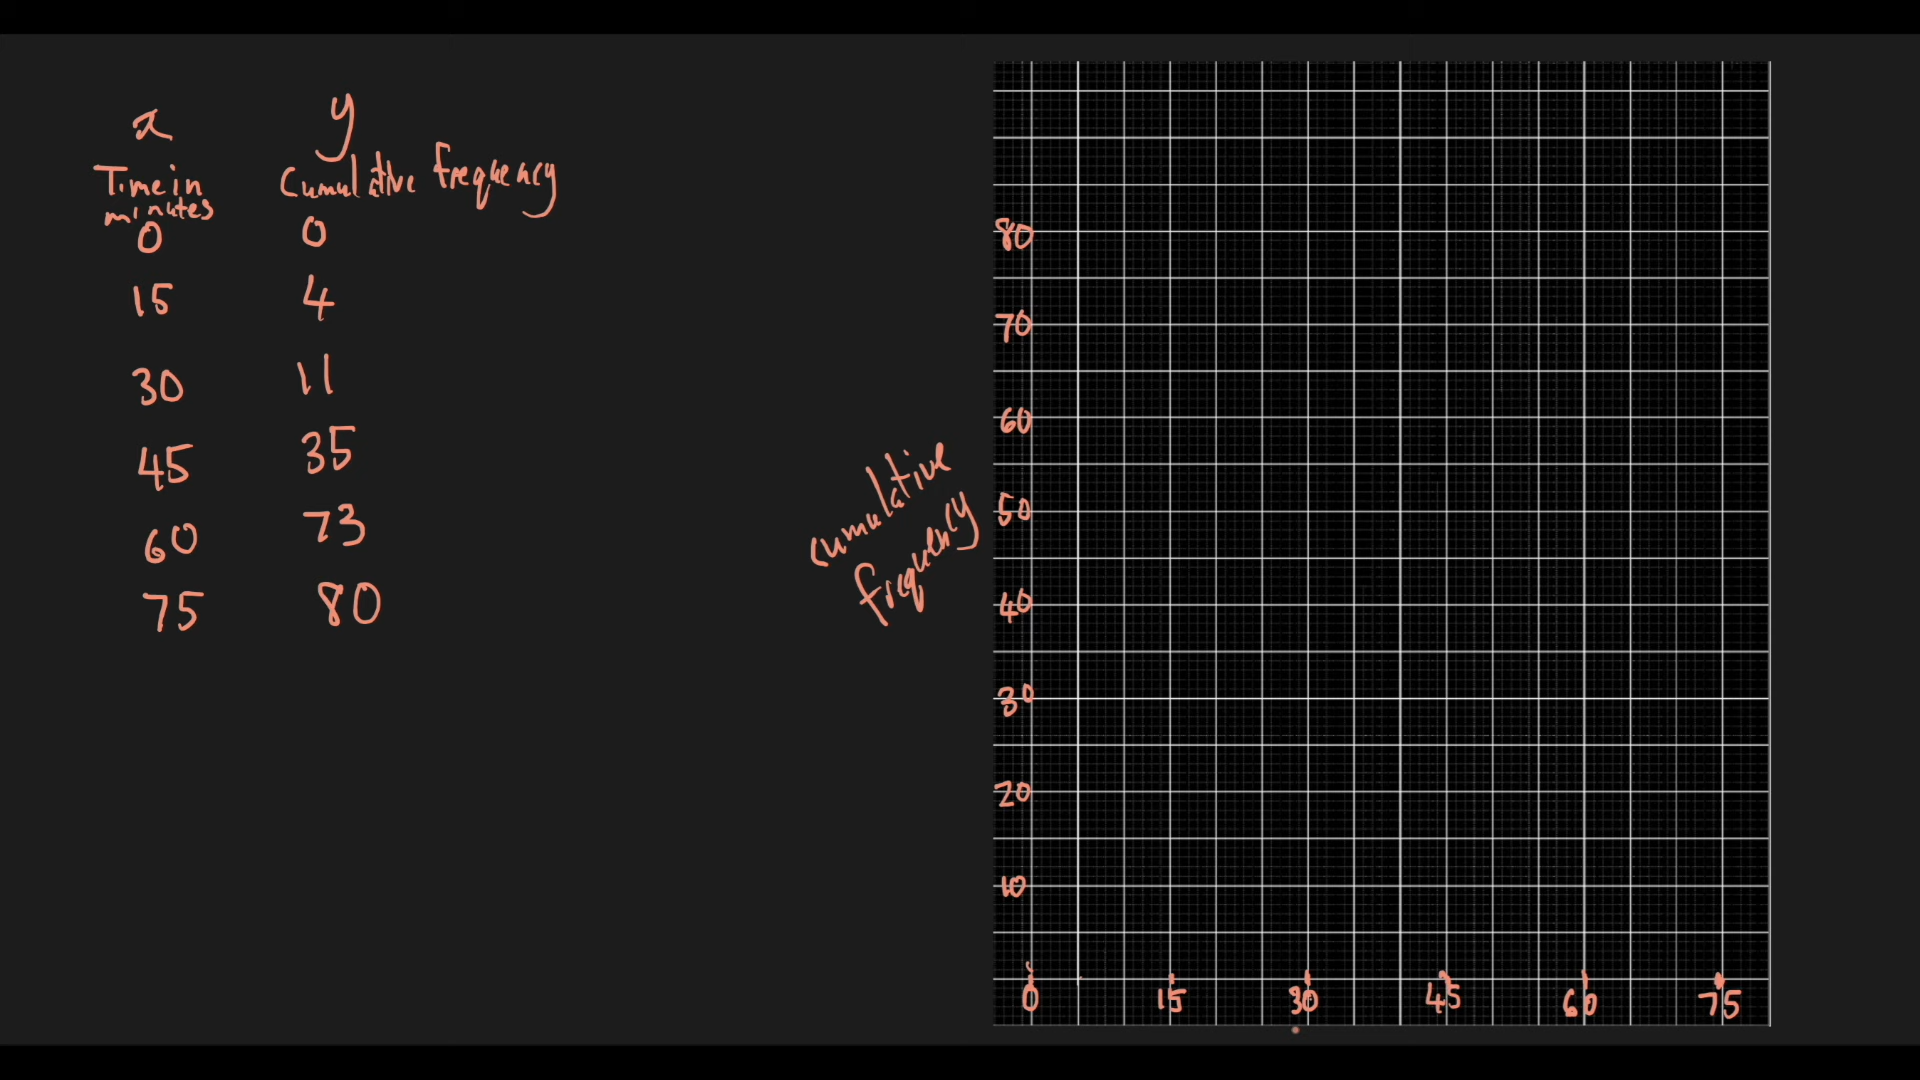 x y
Time in minutes Cumulative frequency
0 0
15 4
30 11
45 35
60 73
75 80
cumulative
frequency
80
70
60
50
40
30
20
10
0 15 30 45 60 75